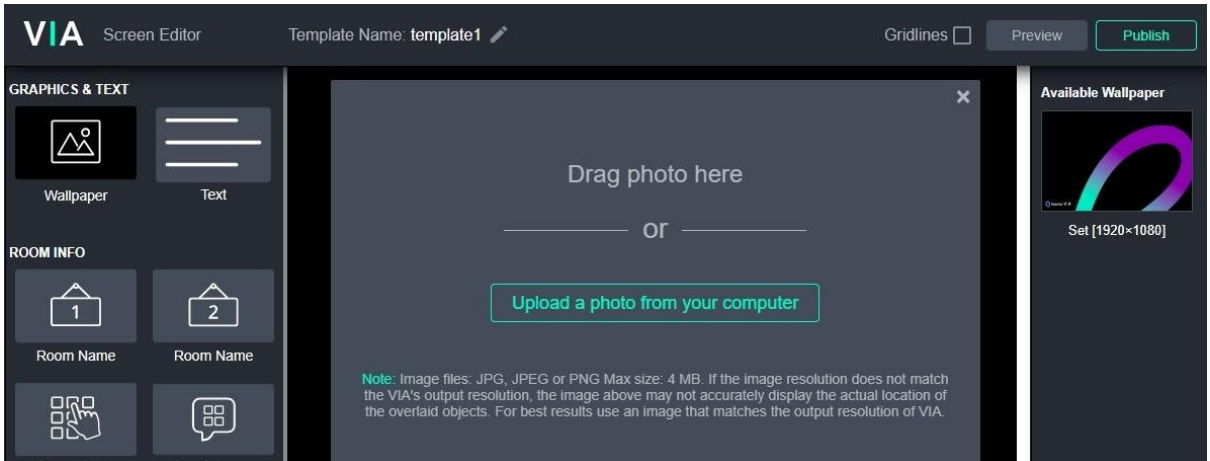 VIA Screen Editor Template Name: template1 Gridlines Preview Publish
GRAPHICS & TEXT
Wallpaper Text
ROOM INFO
1 2
Room Name Room Name
×
Drag photo here
or
Upload a photo from your computer
Note: Image files: JPG, JPEG or PNG Max size: 4 MB. If the image resolution does not match
the VIA's output resolution, the image above may not accurately display the actual location of
the overlaid objects. For best results use an image that matches the output resolution of VIA.
Available Wallpaper
Set [1920×1080]